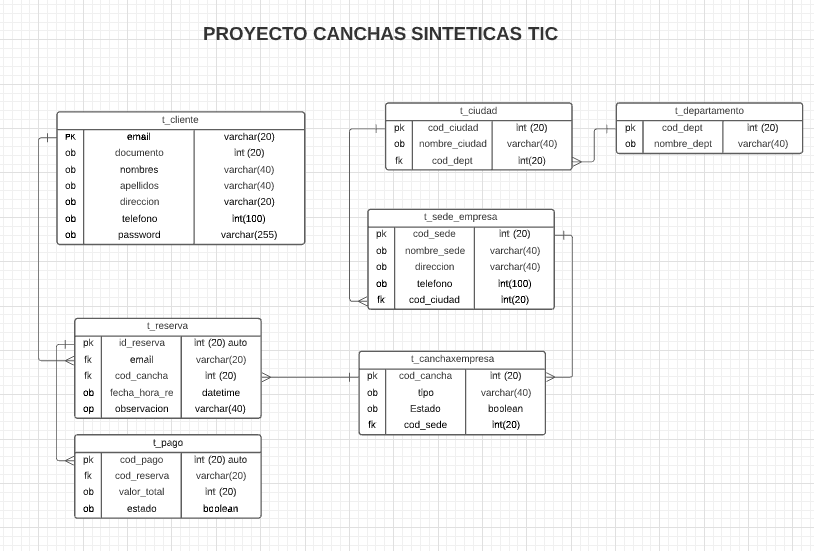 PROYECTO CANCHAS SINTETICAS TIC
t_cliente
PK email varchar(20)
ob documento int (20)
ob nombres varchar(40)
ob apellidos varchar(40)
ob direccion varchar(20)
ob telefono int(100)
ob password varchar(255)
t_ciudad
pk cod_ciudad int (20)
ob nombre_ciudad varchar(40)
fk cod_dept int(20)
t_departamento
pk cod_dept int (20)
ob nombre_dept varchar(40)
t_sede_empresa
pk cod_sede int (20)
ob nombre_sede varchar(40)
ob direccion varchar(40)
ob telefono int(100)
fk cod_ciudad int(20)
t_reserva
pk id_reserva int (20) auto
fk email varchar(20)
fk cod_cancha int (20)
ob fecha_hora_re datetime
op observacion varchar(40)
t_canchaxempresa
pk cod_cancha int (20)
ob tipo varchar(40)
ob Estado boolean
fk cod_sede int(20)
t_pago
pk cod_pago int (20) auto
fk cod_reserva varchar(20)
ob valor_total int (20)
ob estado boolean